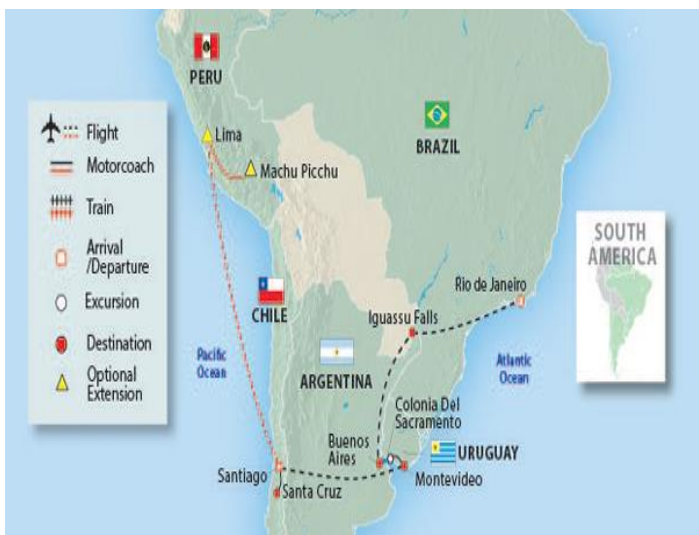 PERU
Lima
Machu Picchu
BRAZIL
Flight
Motorcoach
Train
Arrival
/Departure
Excursion
Destination
Optional
Extension
SOUTH
AMERICA
Rio de Janeiro
Iguassu Falls
CHILE
Pacific
Ocean
ARGENTINA
Atlantic
Ocean
Colonia Del
Sacramento
Buenos
Aires
URUGUAY
Montevideo
Santiago
Santa Cruz